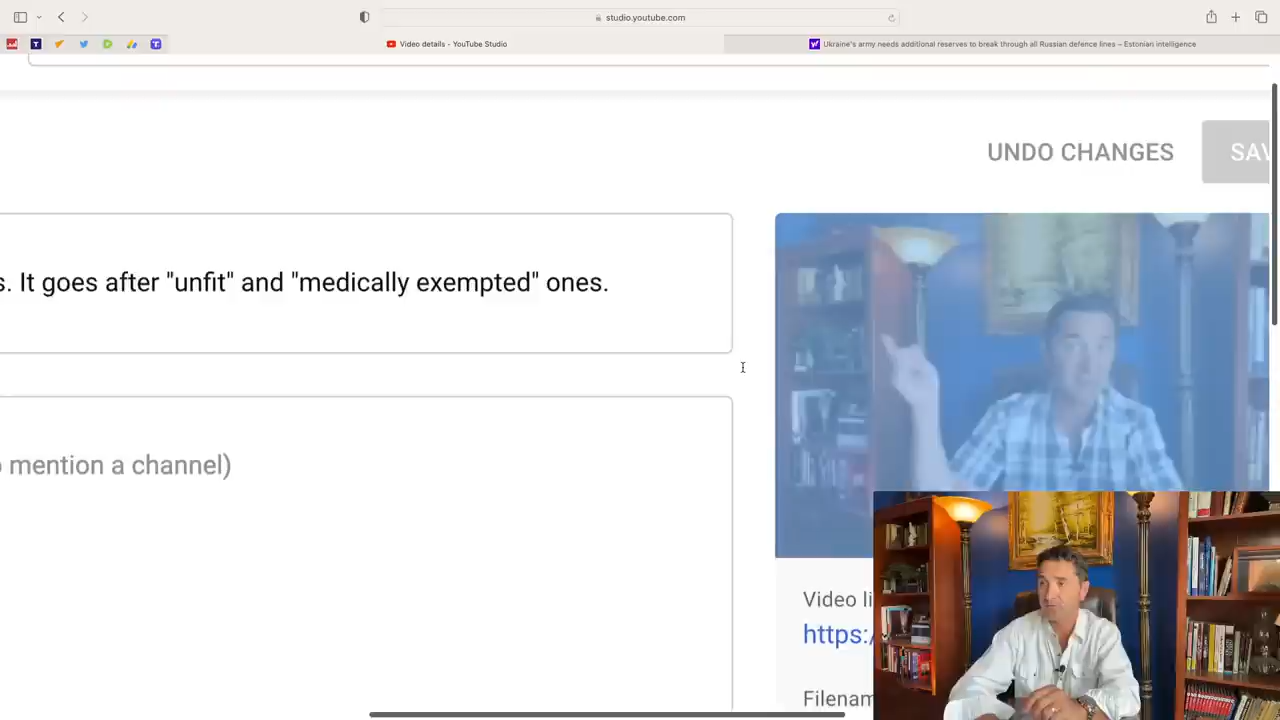 studio.youtube.com
Video details - YouTube Studio
Ukraine's army needs additional reserves to break through all Russian defence lines – Estonian intelligence
UNDO CHANGES
SAV
s. It goes after "unfit" and "medically exempted" ones.
mention a channel)
Video li
https:/
Filenam